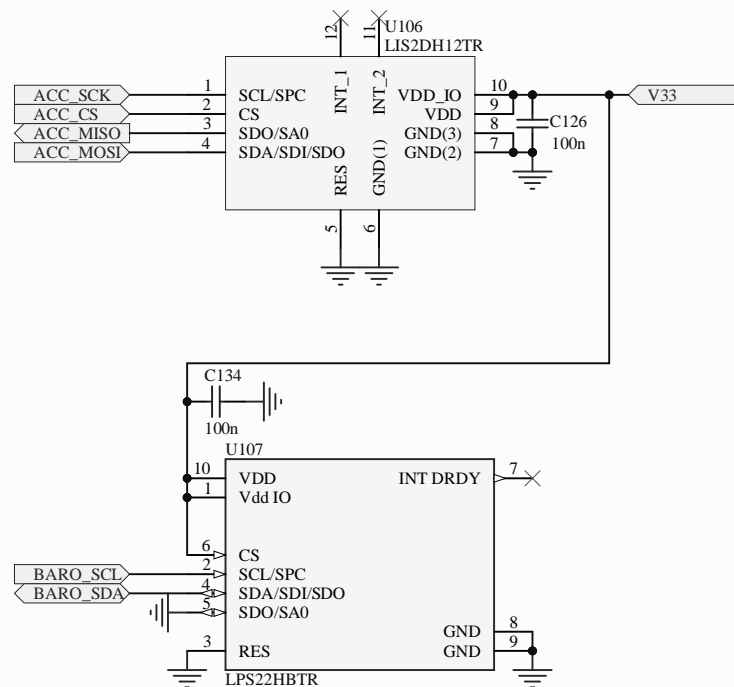 12
11
U106
LIS2DH12TR
INT_1
INT_2
ACC_SCK
1
SCL/SPC
VDD_IO
10
V33
ACC_CS
2
CS
VDD
9
C126
ACC_MISO
3
SDO/SA0
GND(3)
8
100n
ACC_MOSI
4
SDA/SDI/SDO
GND(2)
7
RES
GND(1)
5
6
C134
100n
U107
10
VDD
INT DRDY
7
1
Vdd IO
6
CS
BARO_SCL
2
SCL/SPC
BARO_SDA
4
SDA/SDI/SDO
5
SDO/SA0
GND
8
3
RES
GND
9
LPS22HBTR